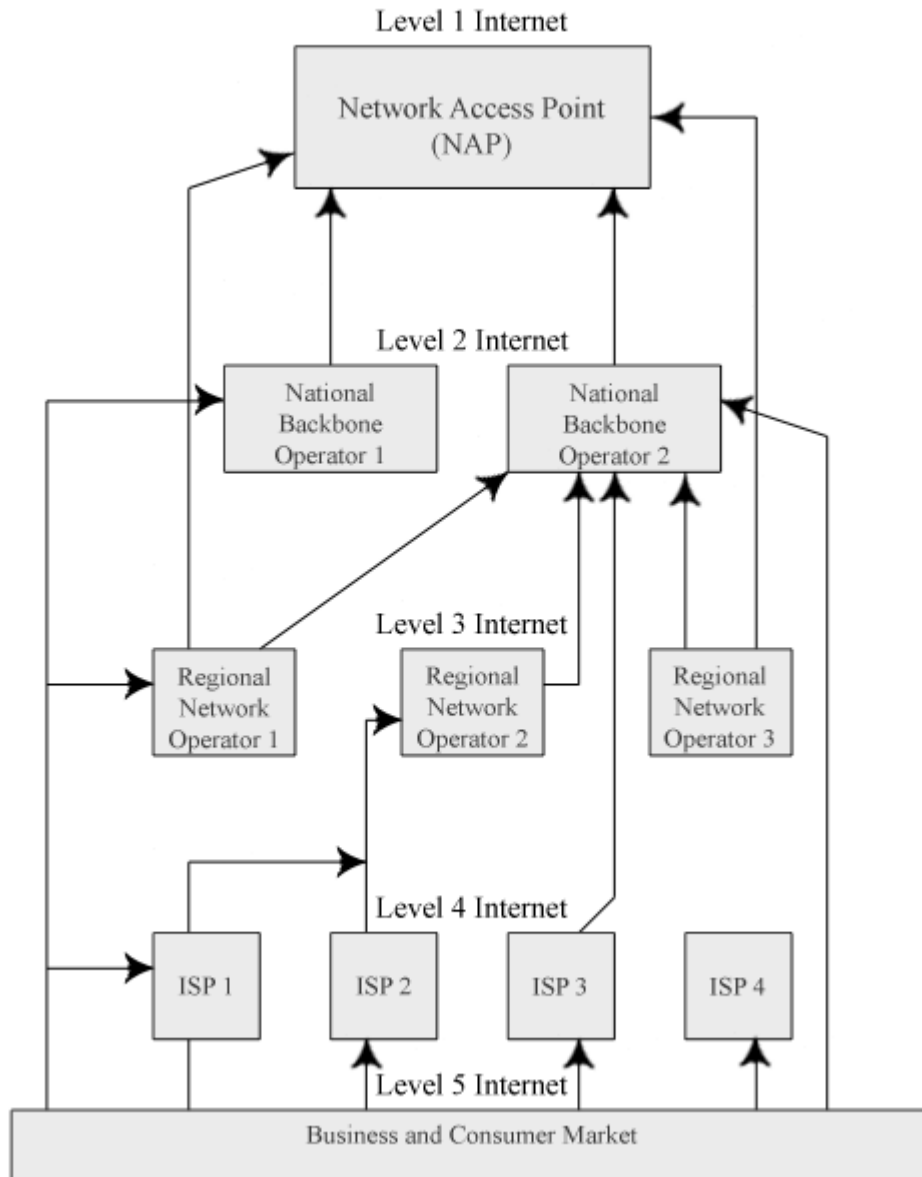 Level 1 Internet
Network Access Point
(NAP)
Level 2 Internet
National
Backbone
Operator 1
National
Backbone
Operator 2
Level 3 Internet
Regional
Network
Operator 1
Regional
Network
Operator 2
Regional
Network
Operator 3
Level 4 Internet
ISP 1
ISP 2
ISP 3
ISP 4
Level 5 Internet
Business and Consumer Market